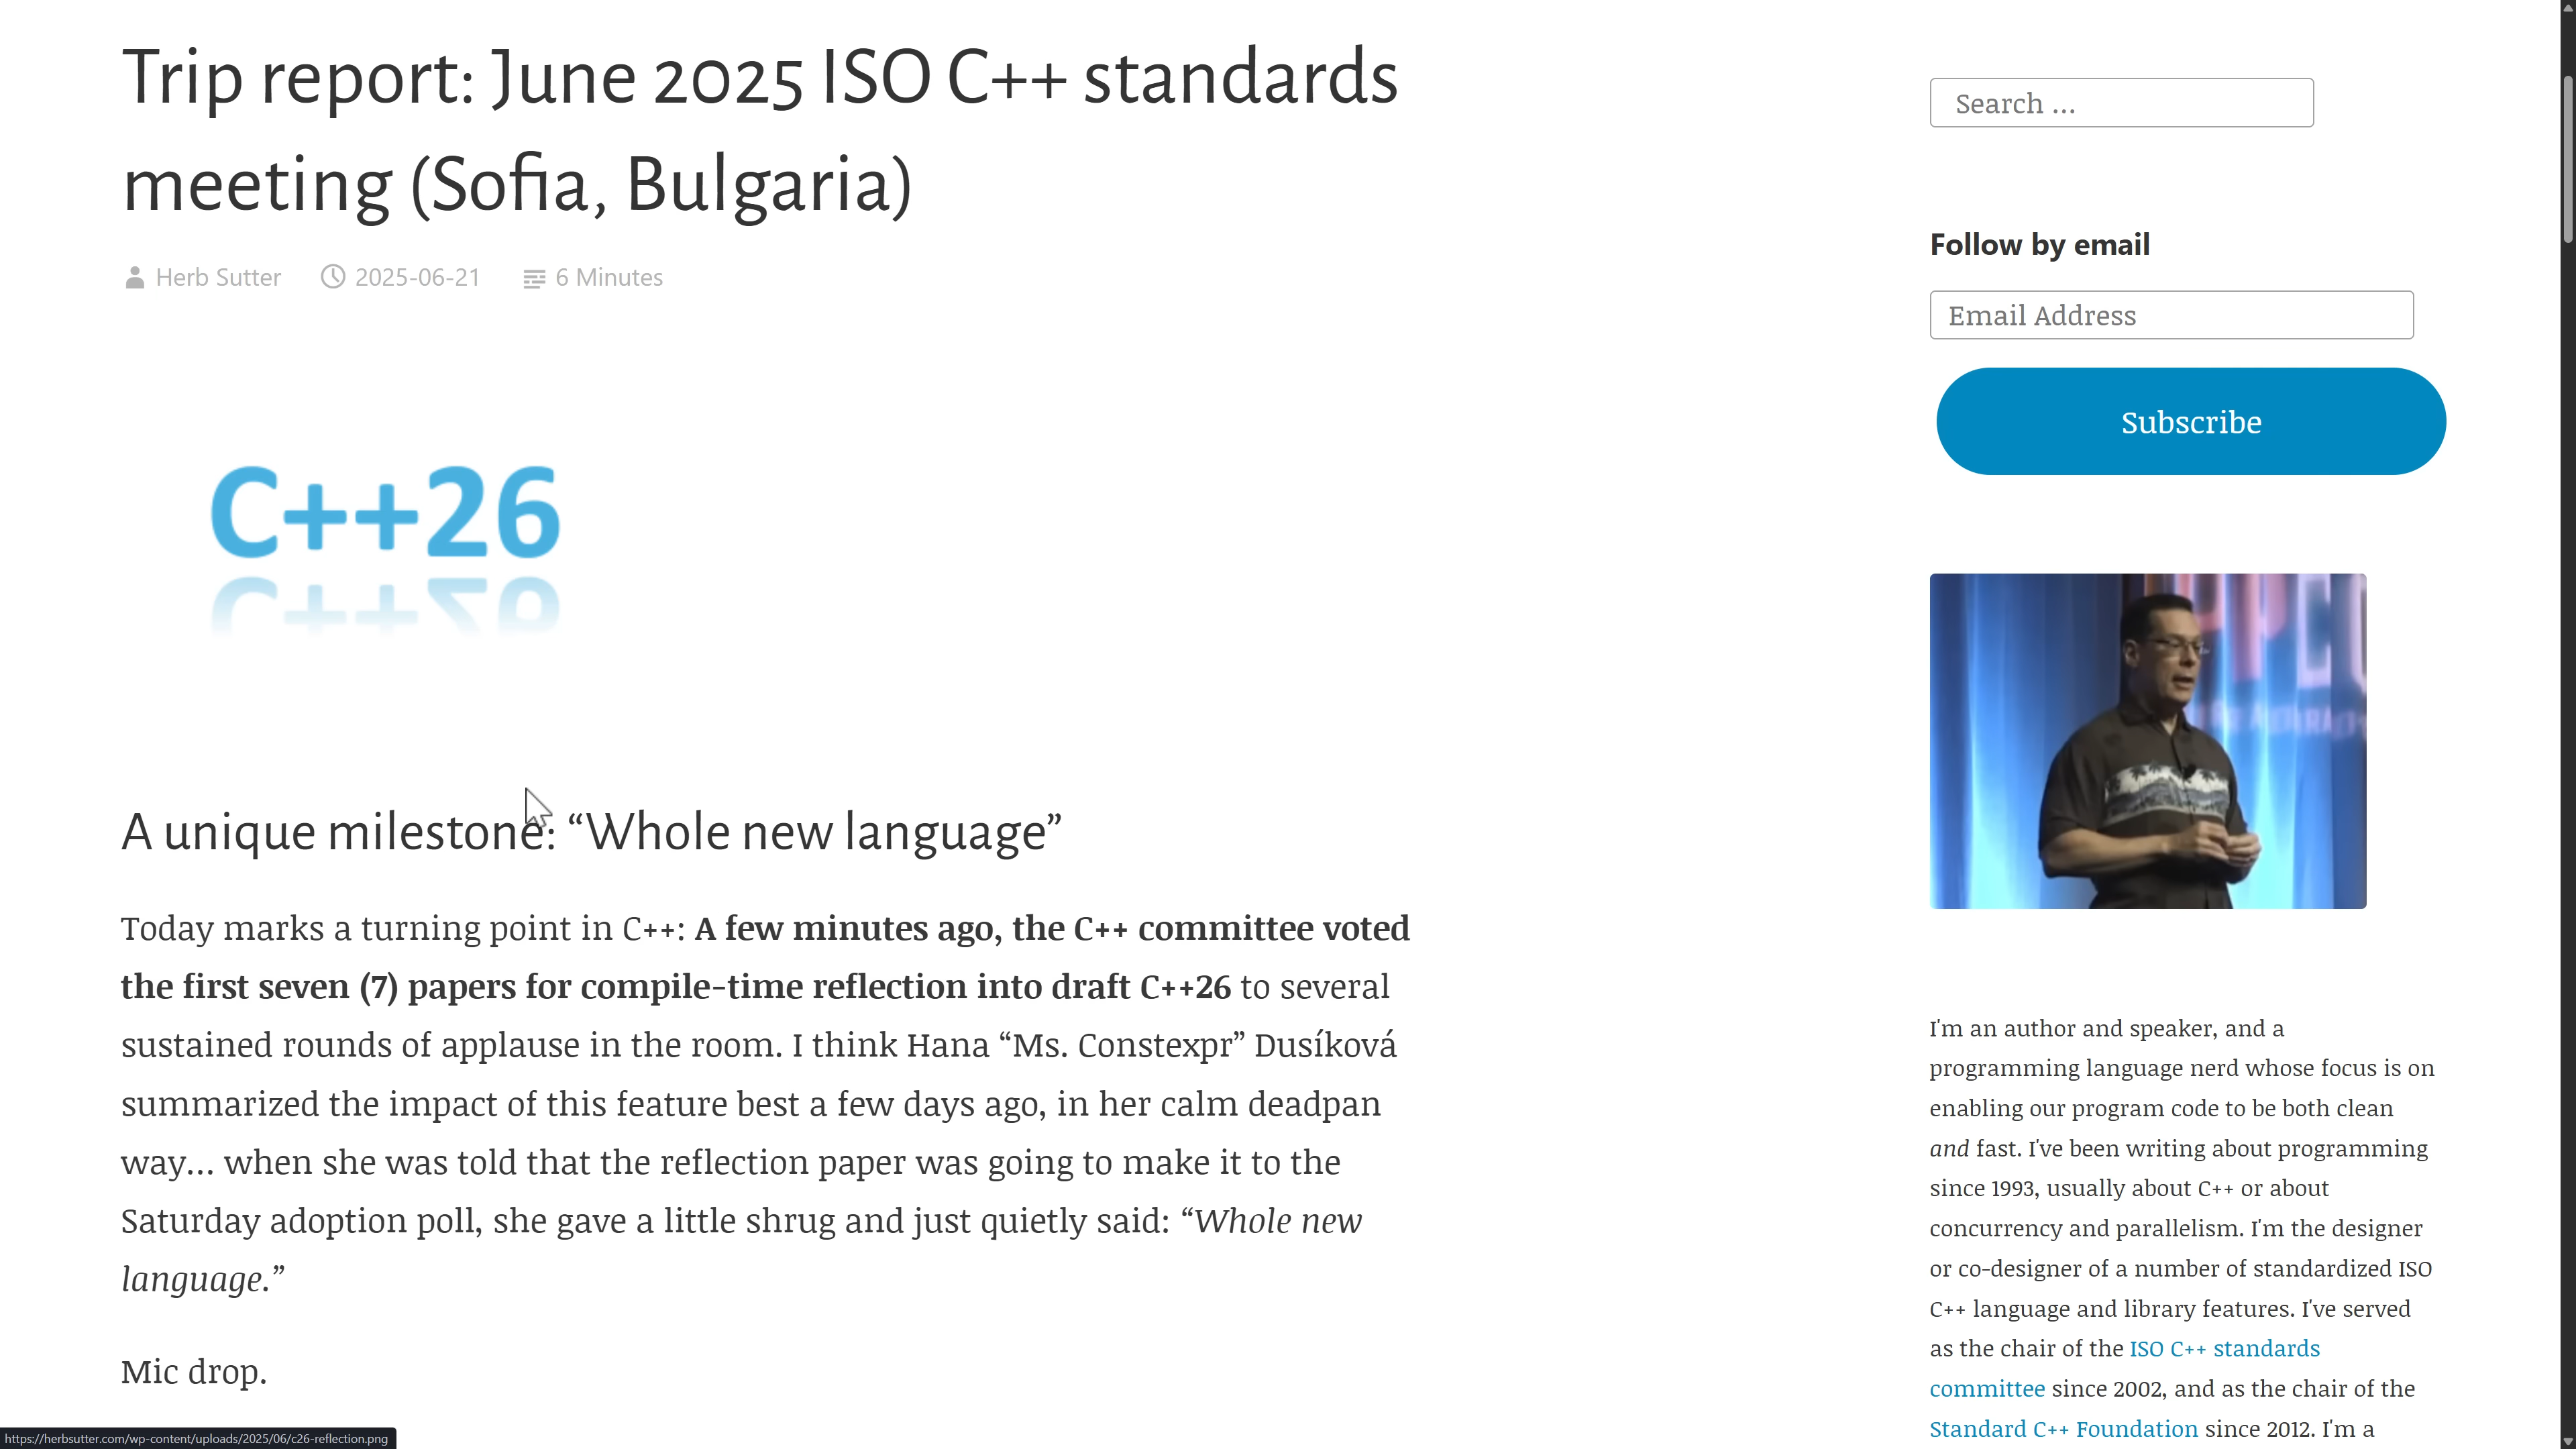 Trip report: June 2025 ISO C++ standards
meeting (Sofia, Bulgaria)
Herb Sutter 2025-06-21 6 Minutes
C++26
A unique milestone: “Whole new language”
Today marks a turning point in C++: A few minutes ago, the C++ committee voted
the first seven (7) papers for compile-time reflection into draft C++26 to several
sustained rounds of applause in the room. I think Hana “Ms. Constexpr” Dusíková
summarized the impact of this feature best a few days ago, in her calm deadpan
way… when she was told that the reflection paper was going to make it to the
Saturday adoption poll, she gave a little shrug and just quietly said: “Whole new
language.”
Mic drop.
Search …
Follow by email
Email Address
Subscribe
I'm an author and speaker, and a
programming language nerd whose focus is on
enabling our program code to be both clean
and fast. I've been writing about programming
since 1993, usually about C++ or about
concurrency and parallelism. I'm the designer
or co-designer of a number of standardized ISO
C++ language and library features. I've served
as the chair of the ISO C++ standards
committee since 2002, and as the chair of the
Standard C++ Foundation since 2012. I'm a
https://herbsutter.com/wp-content/uploads/2025/06/c26-reflection.png